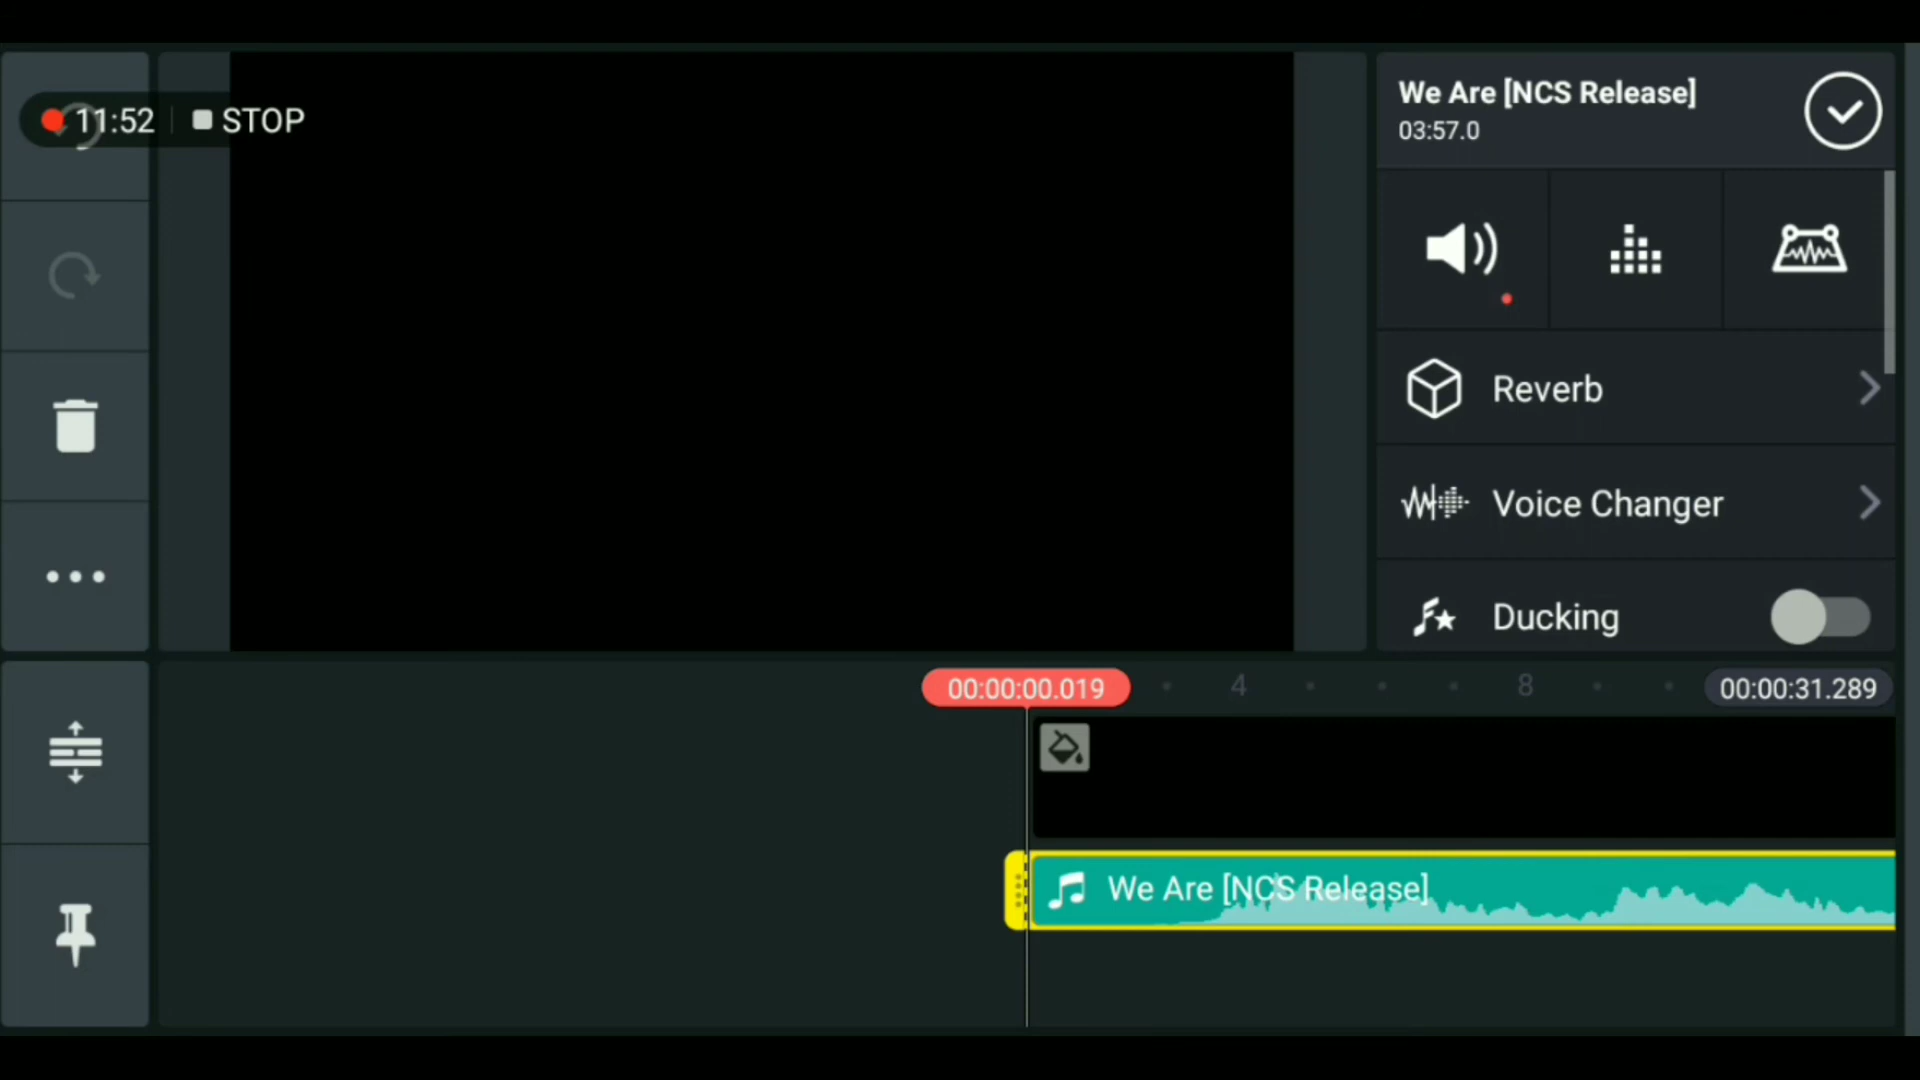 11:52 STOP
We Are [NCS Release]
03:57.0
Reverb
Voice Changer
Ducking
00:00:00.019
4
8
00:00:31.289
We Are [NCS Release]